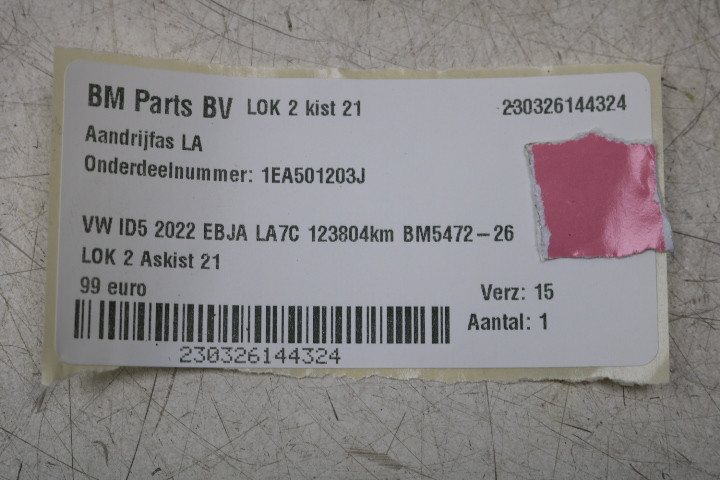 BM Parts BV LOK 2 kist 21 230326144324
Aandrijfas LA
Onderdeelnummer: 1EA501203J
VW ID5 2022 EBJA LA7C 123804km BM5472-26
LOK 2 Askist 21
99 euro
Verz: 15
Aantal: 1
230326144324